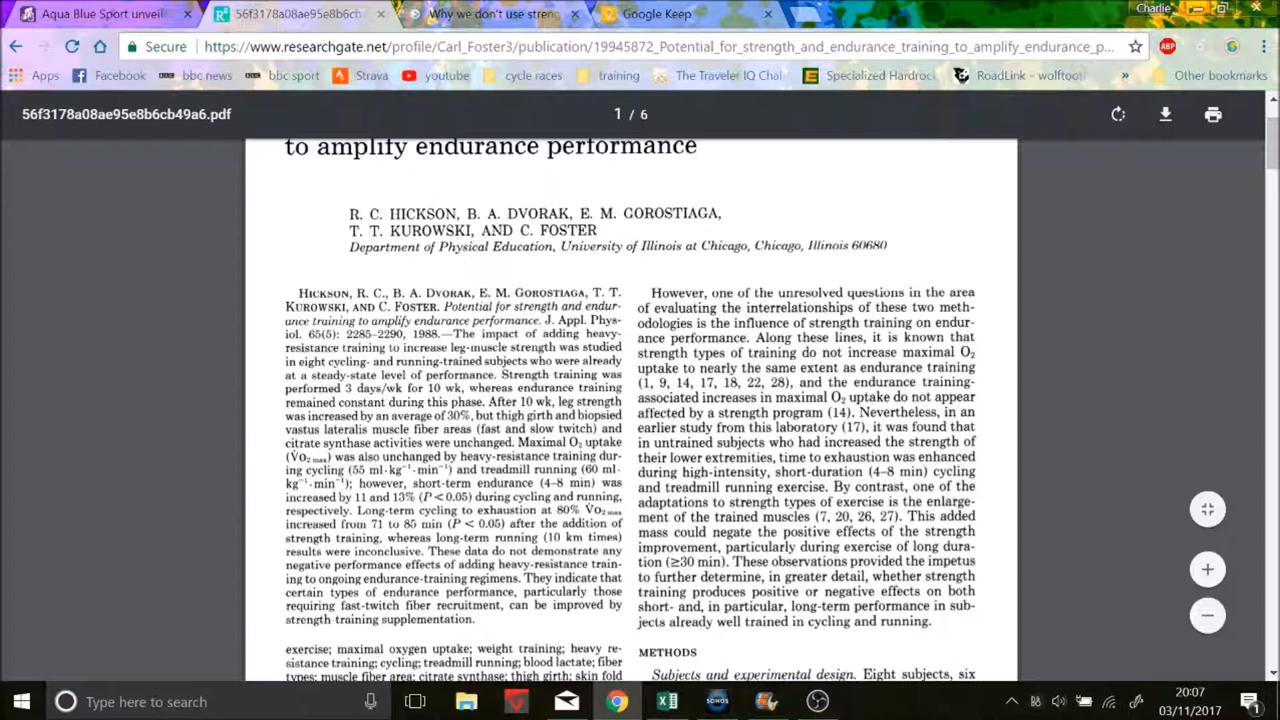 Aqua Blue Sport unveil
56f3178a08ae95e8b6cb
Why we don't use stren
Google Keep
Charlie
Secure
https://www.researchgate.net/profile/Carl_Foster3/publication/19945872_Potential_for_strength_and_endurance_training_to_amplify_endurance_p...
ABP
Apps
Facebook
bbc news
bbc sport
Strava
youtube
cycle races
training
The Traveler IQ Chal
Specialized Hardroc
RoadLink – wolftoot
»
Other bookmarks
56f3178a08ae95e8b6cb49a6.pdf
1 / 6
to amplify endurance performance
R. C. HICKSON, B. A. DVORAK, E. M. GOROSTIAGA,
T. T. KUROWSKI, AND C. FOSTER
Department of Physical Education, University of Illinois at Chicago, Chicago, Illinois 60680
HICKSON, R. C., B. A. DVORAK, E. M. GOROSTIAGA, T. T.
KUROWSKI, AND C. FOSTER. Potential for strength and endur-
ance training to amplify endurance performance. J. Appl. Phys-
iol. 65(5): 2285–2290, 1988.—The impact of adding heavy-
resistance training to increase leg-muscle strength was studied
in eight cycling- and running-trained subjects who were already
at a steady-state level of performance. Strength training was
performed 3 days/wk for 10 wk, whereas endurance training
remained constant during this phase. After 10 wk, leg strength
was increased by an average of 30%, but thigh girth and biopsied
vastus lateralis muscle fiber areas (fast and slow twitch) and
citrate synthase activities were unchanged. Maximal O₂ uptake
(V̇O₂ max) was also unchanged by heavy-resistance training dur-
ing cycling (55 ml·kg⁻¹·min⁻¹) and treadmill running (60 ml·
kg⁻¹·min⁻¹); however, short-term endurance (4–8 min) was
increased by 11 and 13% (P < 0.05) during cycling and running,
respectively. Long-term cycling to exhaustion at 80% V̇O₂ max
increased from 71 to 85 min (P < 0.05) after the addition of
strength training, whereas long-term running (10 km times)
results were inconclusive. These data do not demonstrate any
negative performance effects of adding heavy-resistance train-
ing to ongoing endurance-training regimens. They indicate that
certain types of endurance performance, particularly those
requiring fast-twitch fiber recruitment, can be improved by
strength-training supplementation.
exercise; maximal oxygen uptake; weight training; heavy re-
sistance training; cycling; treadmill running; blood lactate; fiber
types; muscle fiber area; citrate synthase; thigh girth; skin fold
However, one of the unresolved questions in the area
of evaluating the interrelationships of these two meth-
odologies is the influence of strength training on endur-
ance performance. Along these lines, it is known that
strength types of training do not increase maximal O₂
uptake to nearly the same extent as endurance training
(1, 9, 14, 17, 18, 22, 28), and the endurance training-
associated increases in maximal O₂ uptake do not appear
affected by a strength program (14). Nevertheless, in an
earlier study from this laboratory (17), it was found that
in untrained subjects who had increased the strength of
their lower extremities, time to exhaustion was enhanced
during high-intensity, short-duration (4–8 min) cycling
and treadmill running exercise. By contrast, one of the
adaptations to strength types of exercise is the enlarge-
ment of the trained muscles (7, 20, 26, 27). This added
mass could negate the positive effects of the strength
improvement, particularly during exercise of long dura-
tion (≥30 min). These observations provided the impetus
to further determine, in greater detail, whether strength
training produces positive or negative effects on both
short- and, in particular, long-term performance in sub-
jects already well trained in cycling and running.
METHODS
Subjects and experimental design. Eight subjects, six
Type here to search
SONOS
20:07
03/11/2017